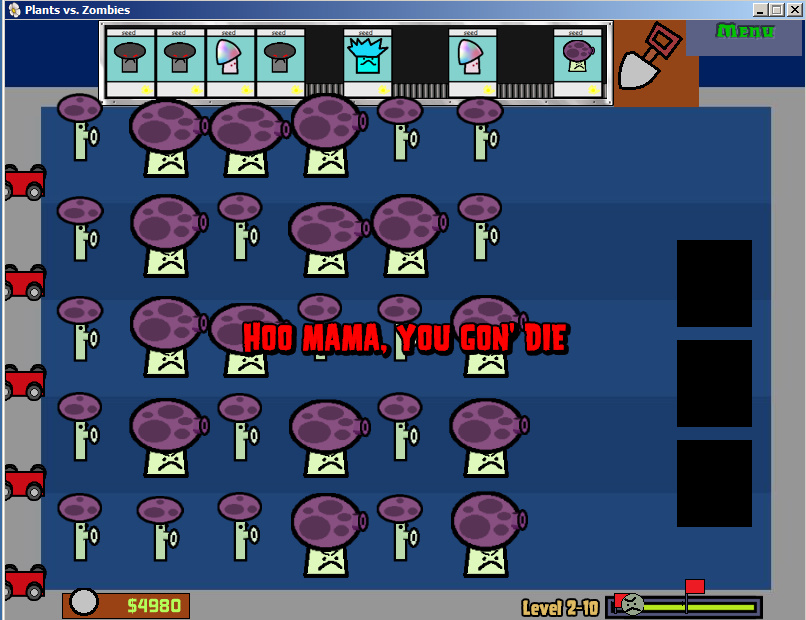 Plants vs. Zombies
seed seed seed seed seed seed seed
Menu
HOO MAMA, YOU GON' DIE
$4980
Level 2-10